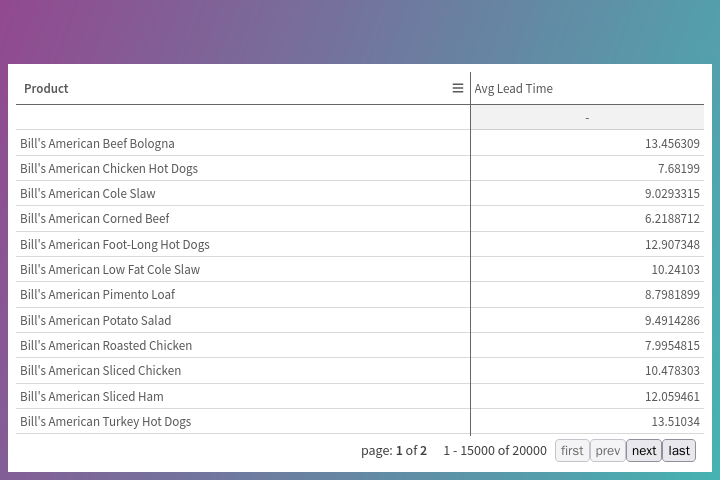 Product Avg Lead Time
-
Bill's American Beef Bologna 13.456309
Bill's American Chicken Hot Dogs 7.68199
Bill's American Cole Slaw 9.0293315
Bill's American Corned Beef 6.2188712
Bill's American Foot-Long Hot Dogs 12.907348
Bill's American Low Fat Cole Slaw 10.24103
Bill's American Pimento Loaf 8.7981899
Bill's American Potato Salad 9.4914286
Bill's American Roasted Chicken 7.9954815
Bill's American Sliced Chicken 10.478303
Bill's American Sliced Ham 12.059461
Bill's American Turkey Hot Dogs 13.51034
page: 1 of 2 1 - 15000 of 20000 first prev next last